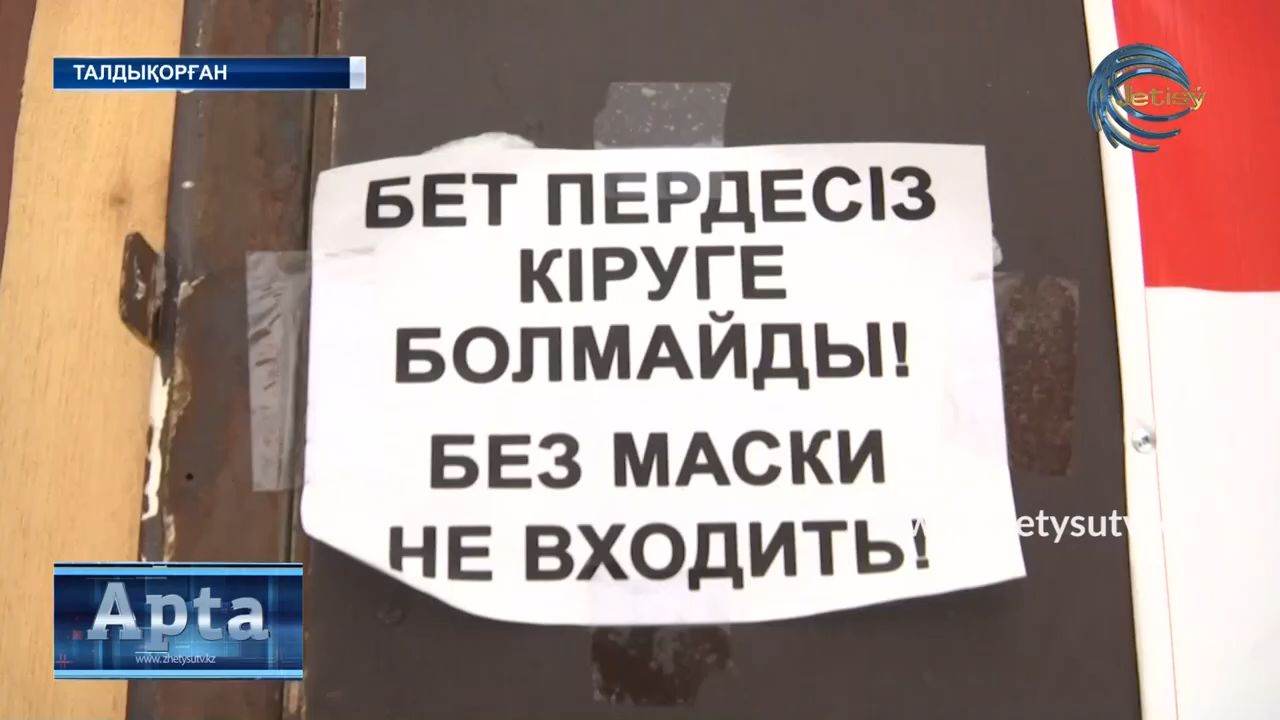 ТАЛДЫҚОРҒАН
Jetisý
БЕТ ПЕРДЕСІЗ
КІРУГЕ
БОЛМАЙДЫ!
БЕЗ МАСКИ
НЕ ВХОДИТЬ!
Apta
www.zhetysutv.kz